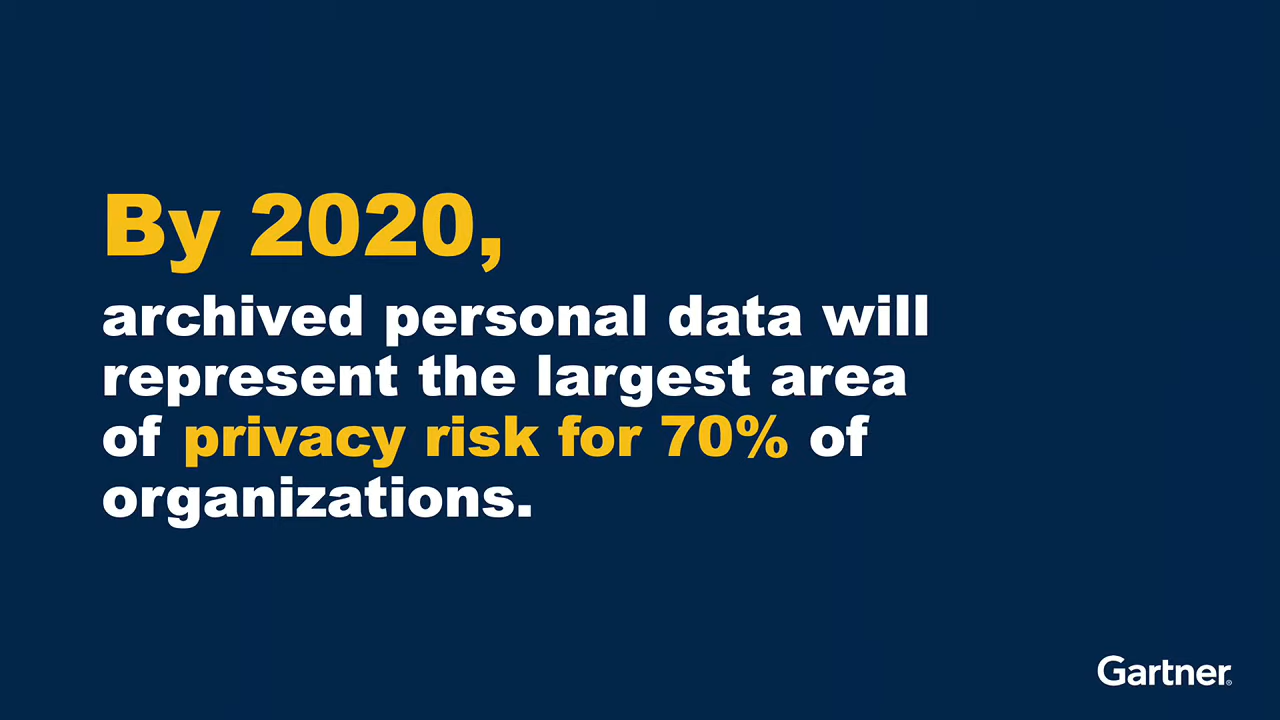 By 2020,
archived personal data will
represent the largest area
of privacy risk for 70% of
organizations.
Gartner®